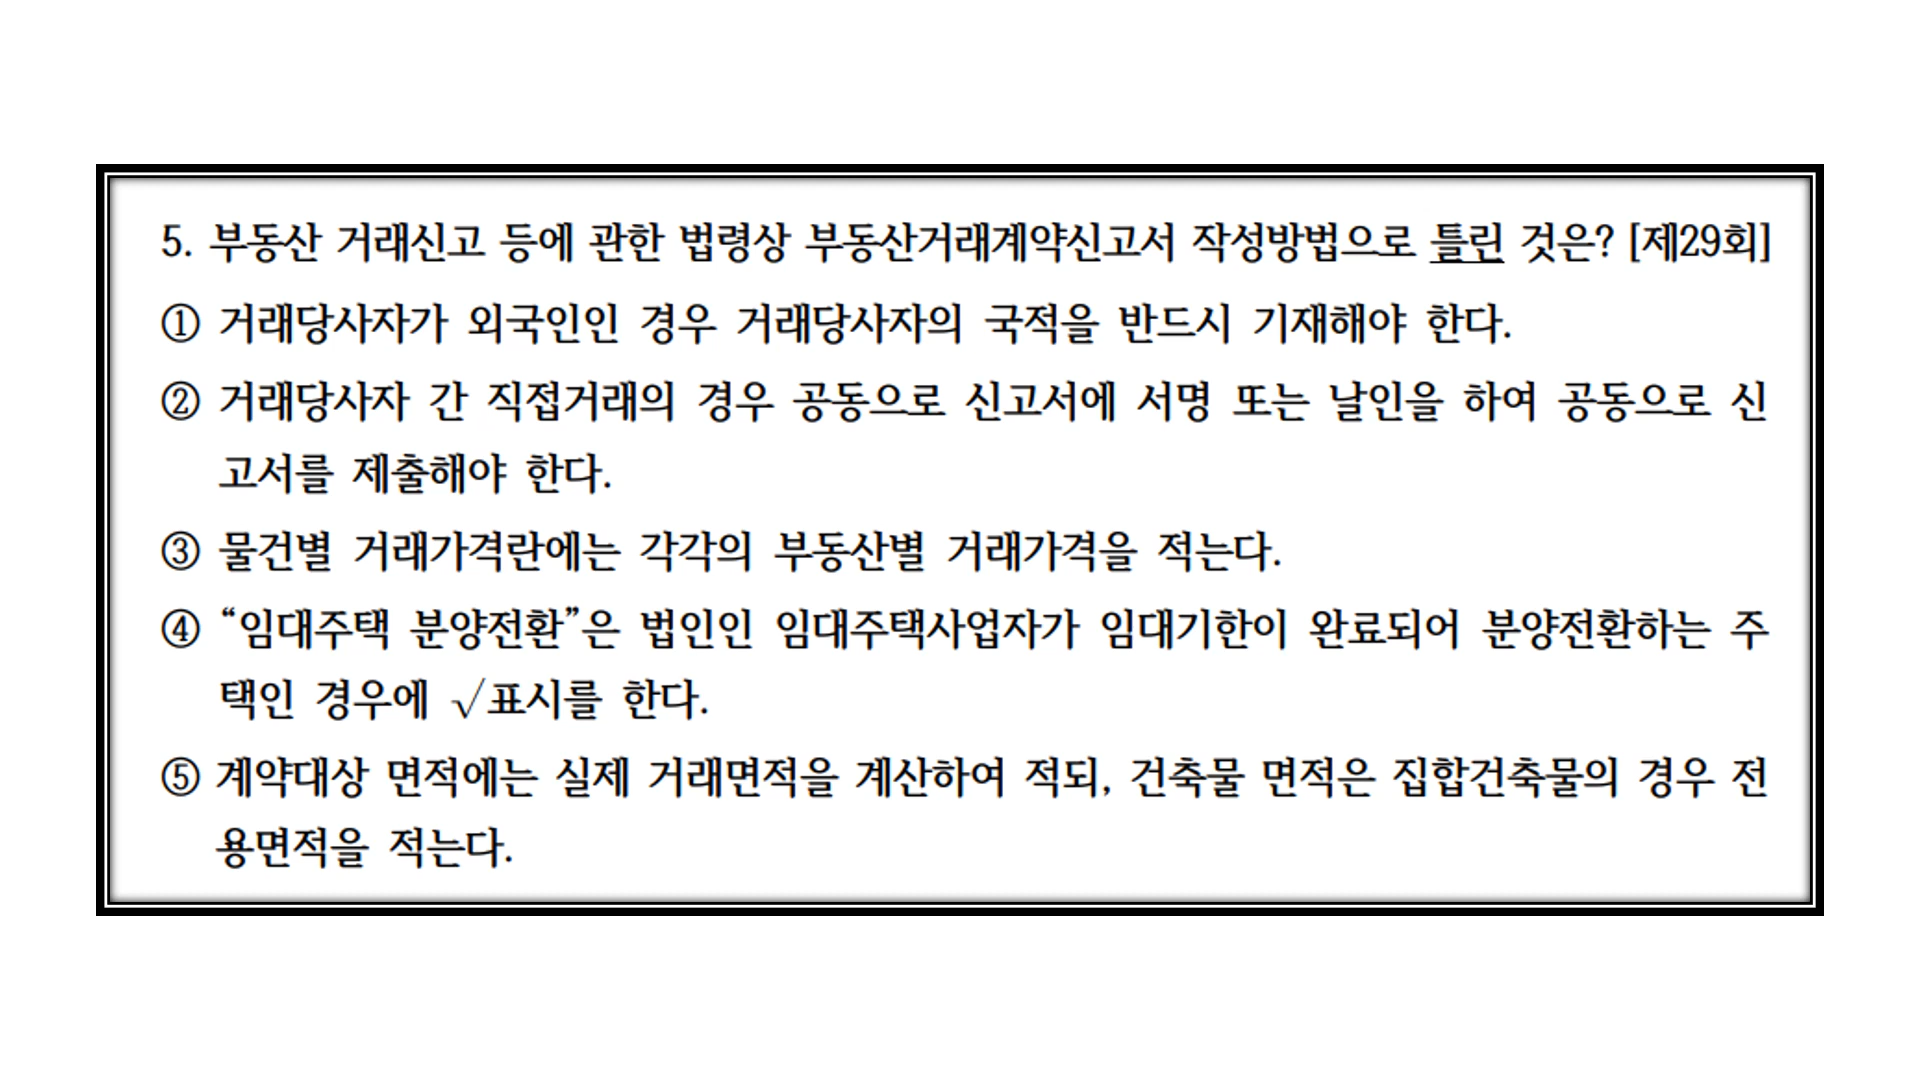 5. 부동산 거래신고 등에 관한 법령상 부동산거래계약신고서 작성방법으로 틀린 것은? [제29회]
① 거래당사자가 외국인인 경우 거래당사자의 국적을 반드시 기재해야 한다.
② 거래당사자 간 직접거래의 경우 공동으로 신고서에 서명 또는 날인을 하여 공동으로 신
고서를 제출해야 한다.
③ 물건별 거래가격란에는 각각의 부동산별 거래가격을 적는다.
④ “임대주택 분양전환”은 법인인 임대주택사업자가 임대기한이 완료되어 분양전환하는 주
택인 경우에 √표시를 한다.
⑤ 계약대상 면적에는 실제 거래면적을 계산하여 적되, 건축물 면적은 집합건축물의 경우 전
용면적을 적는다.